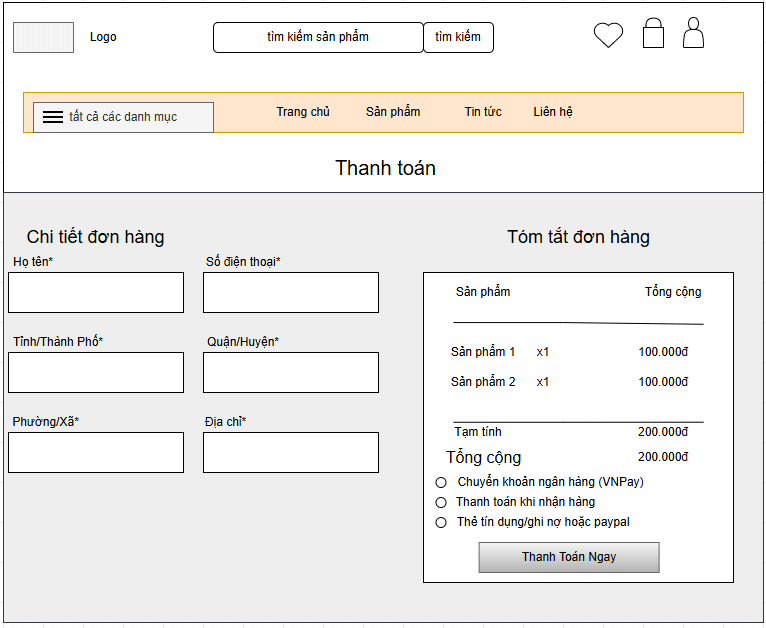 Logo
tìm kiếm sản phẩm
tìm kiếm
tất cả các danh mục
Trang chủ
Sản phẩm
Tin tức
Liên hệ
Thanh toán
Chi tiết đơn hàng
Họ tên*
Số điện thoại*
Tỉnh/Thành Phố*
Quận/Huyện*
Phường/Xã*
Địa chỉ*
Tóm tắt đơn hàng
Sản phẩm Tổng cộng
Sản phẩm 1 x1 100.000đ
Sản phẩm 2 x1 100.000đ
Tạm tính 200.000đ
Tổng cộng 200.000đ
Chuyển khoản ngân hàng (VNPay)
Thanh toán khi nhận hàng
Thẻ tín dụng/ghi nợ hoặc paypal
Thanh Toán Ngay